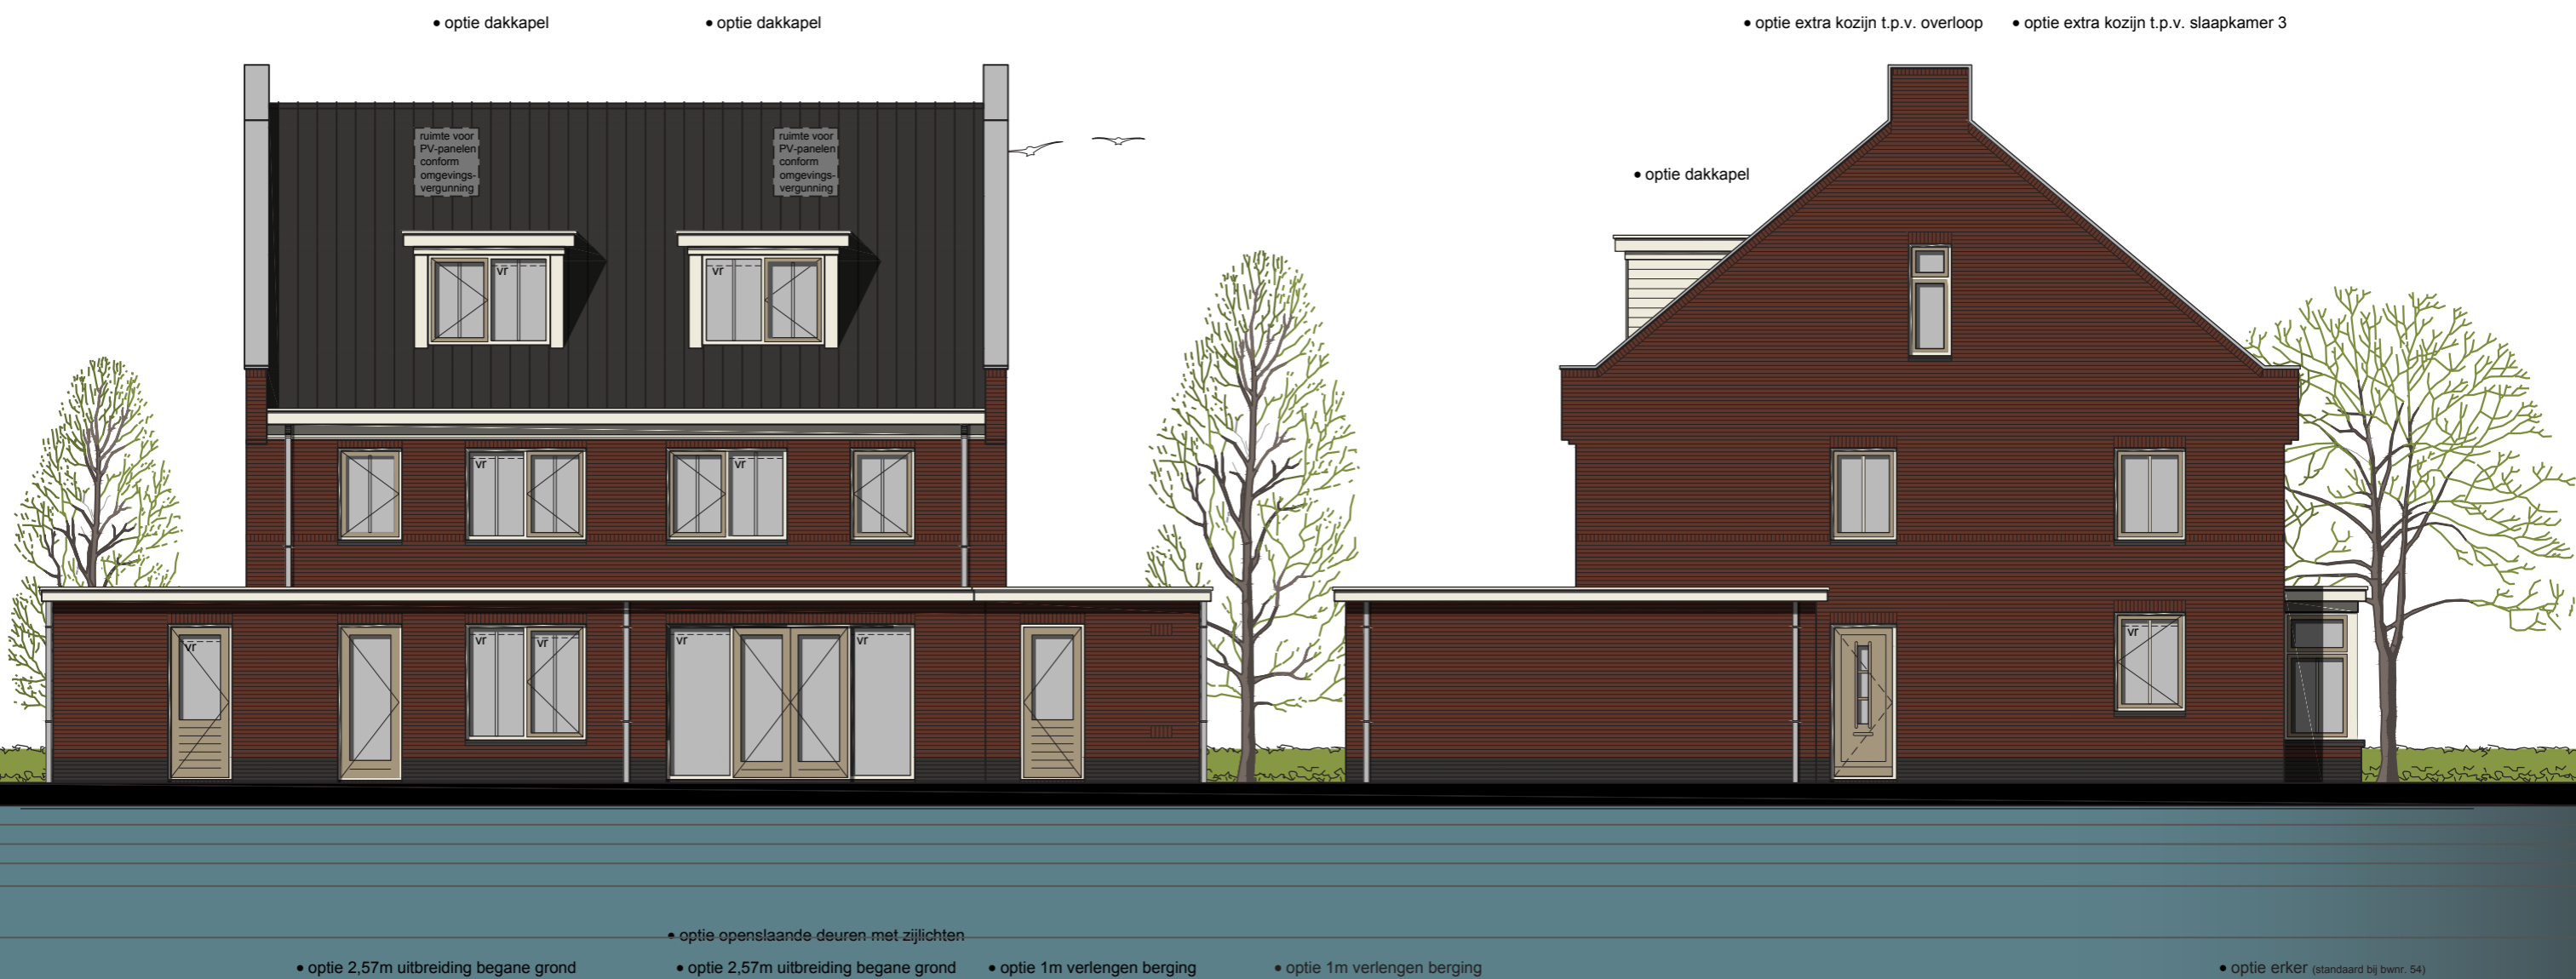 • optie dakkapel
• optie dakkapel
• optie extra kozijn t.p.v. overloop
• optie extra kozijn t.p.v. slaapkamer 3
ruimte voor
PV-panelen
conform
omgevings-
vergunning
ruimte voor
PV-panelen
conform
omgevings-
vergunning
• optie dakkapel
vr
vr
vr
vr
vr
vr
vr
vr
vr
vr
• optie openslaande deuren met zijlichten
• optie 2,57m uitbreiding begane grond
• optie 2,57m uitbreiding begane grond
• optie 1m verlengen berging
• optie 1m verlengen berging
• optie erker (standaard bij bwnr. 54)